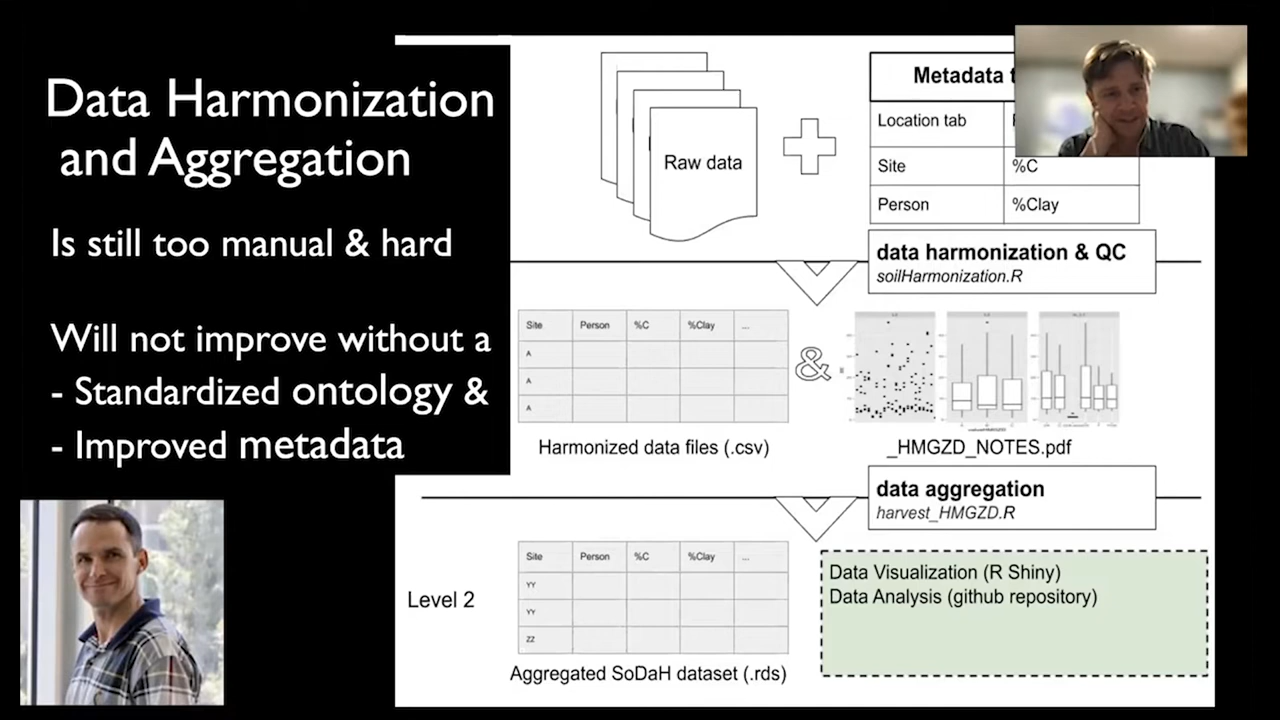 Data Harmonization
and Aggregation
Is still too manual & hard
Will not improve without a
- Standardized ontology &
- Improved metadata
Raw data
Metadata
Location tab
Site
%C
Person
%Clay
data harmonization & QC
soilHarmonization.R
Site Person %C %Clay ...
A
A
A
&
Harmonized data files (.csv)
_HMGZD_NOTES.pdf
data aggregation
harvest_HMGZD.R
Level 2
Site Person %C %Clay ...
YY
YY
ZZ
Aggregated SoDaH dataset (.rds)
Data Visualization (R Shiny)
Data Analysis (github repository)